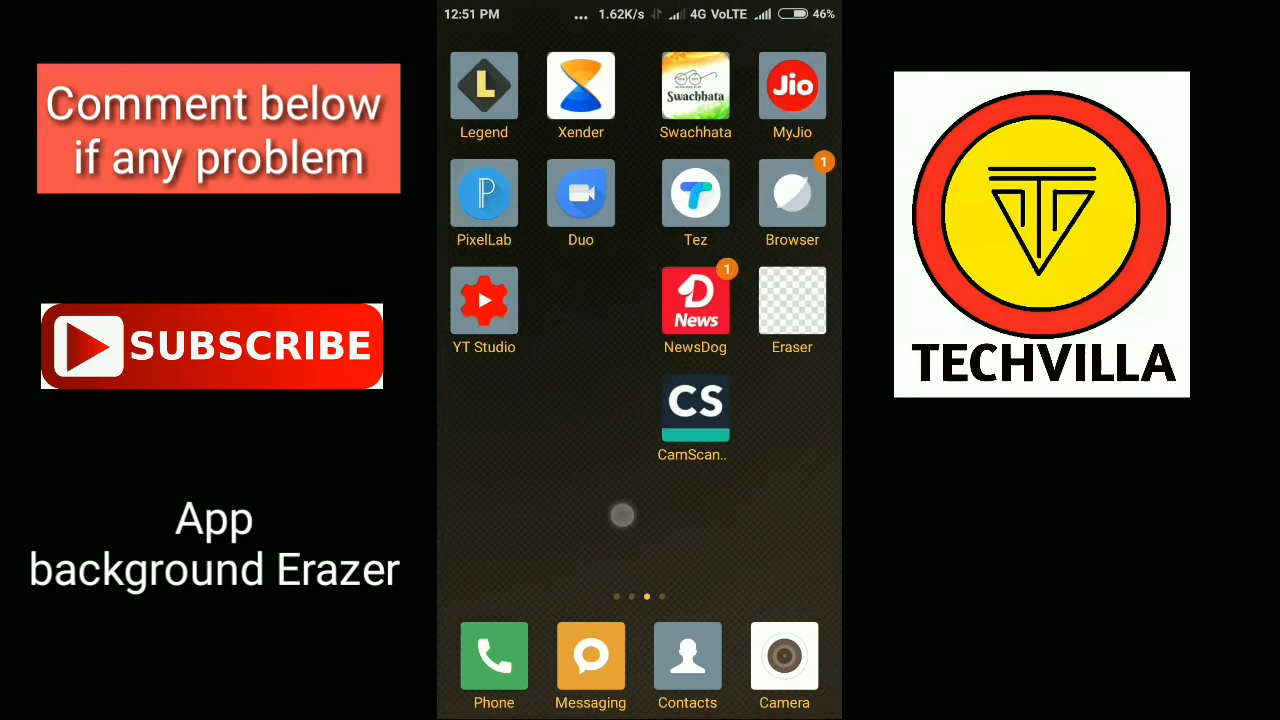 Comment below
if any problem
SUBSCRIBE
App
background Erazer
12:51 PM
... 1.62K/s 4G VoLTE 46%
L
Legend
Xender
Swachhata
Swachhata
Jio
MyJio
P
PixelLab
Duo
Tez
1
Browser
YT Studio
1
News
NewsDog
Eraser
CS
CamScan..
Phone
Messaging
Contacts
Camera
TECHVILLA